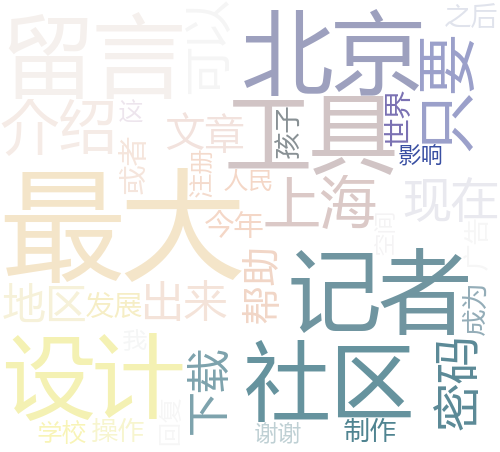 留言
可以
北京
之后
只要
介绍
这
文章
工具
孩子
世界
影响
或者
注册
人民
上海
现在
最大
今年
空间
广告
地区
发展
出来
帮助
记者
成为
设计
我
下载
社区
密码
学校
操作
回复
谢谢
制作